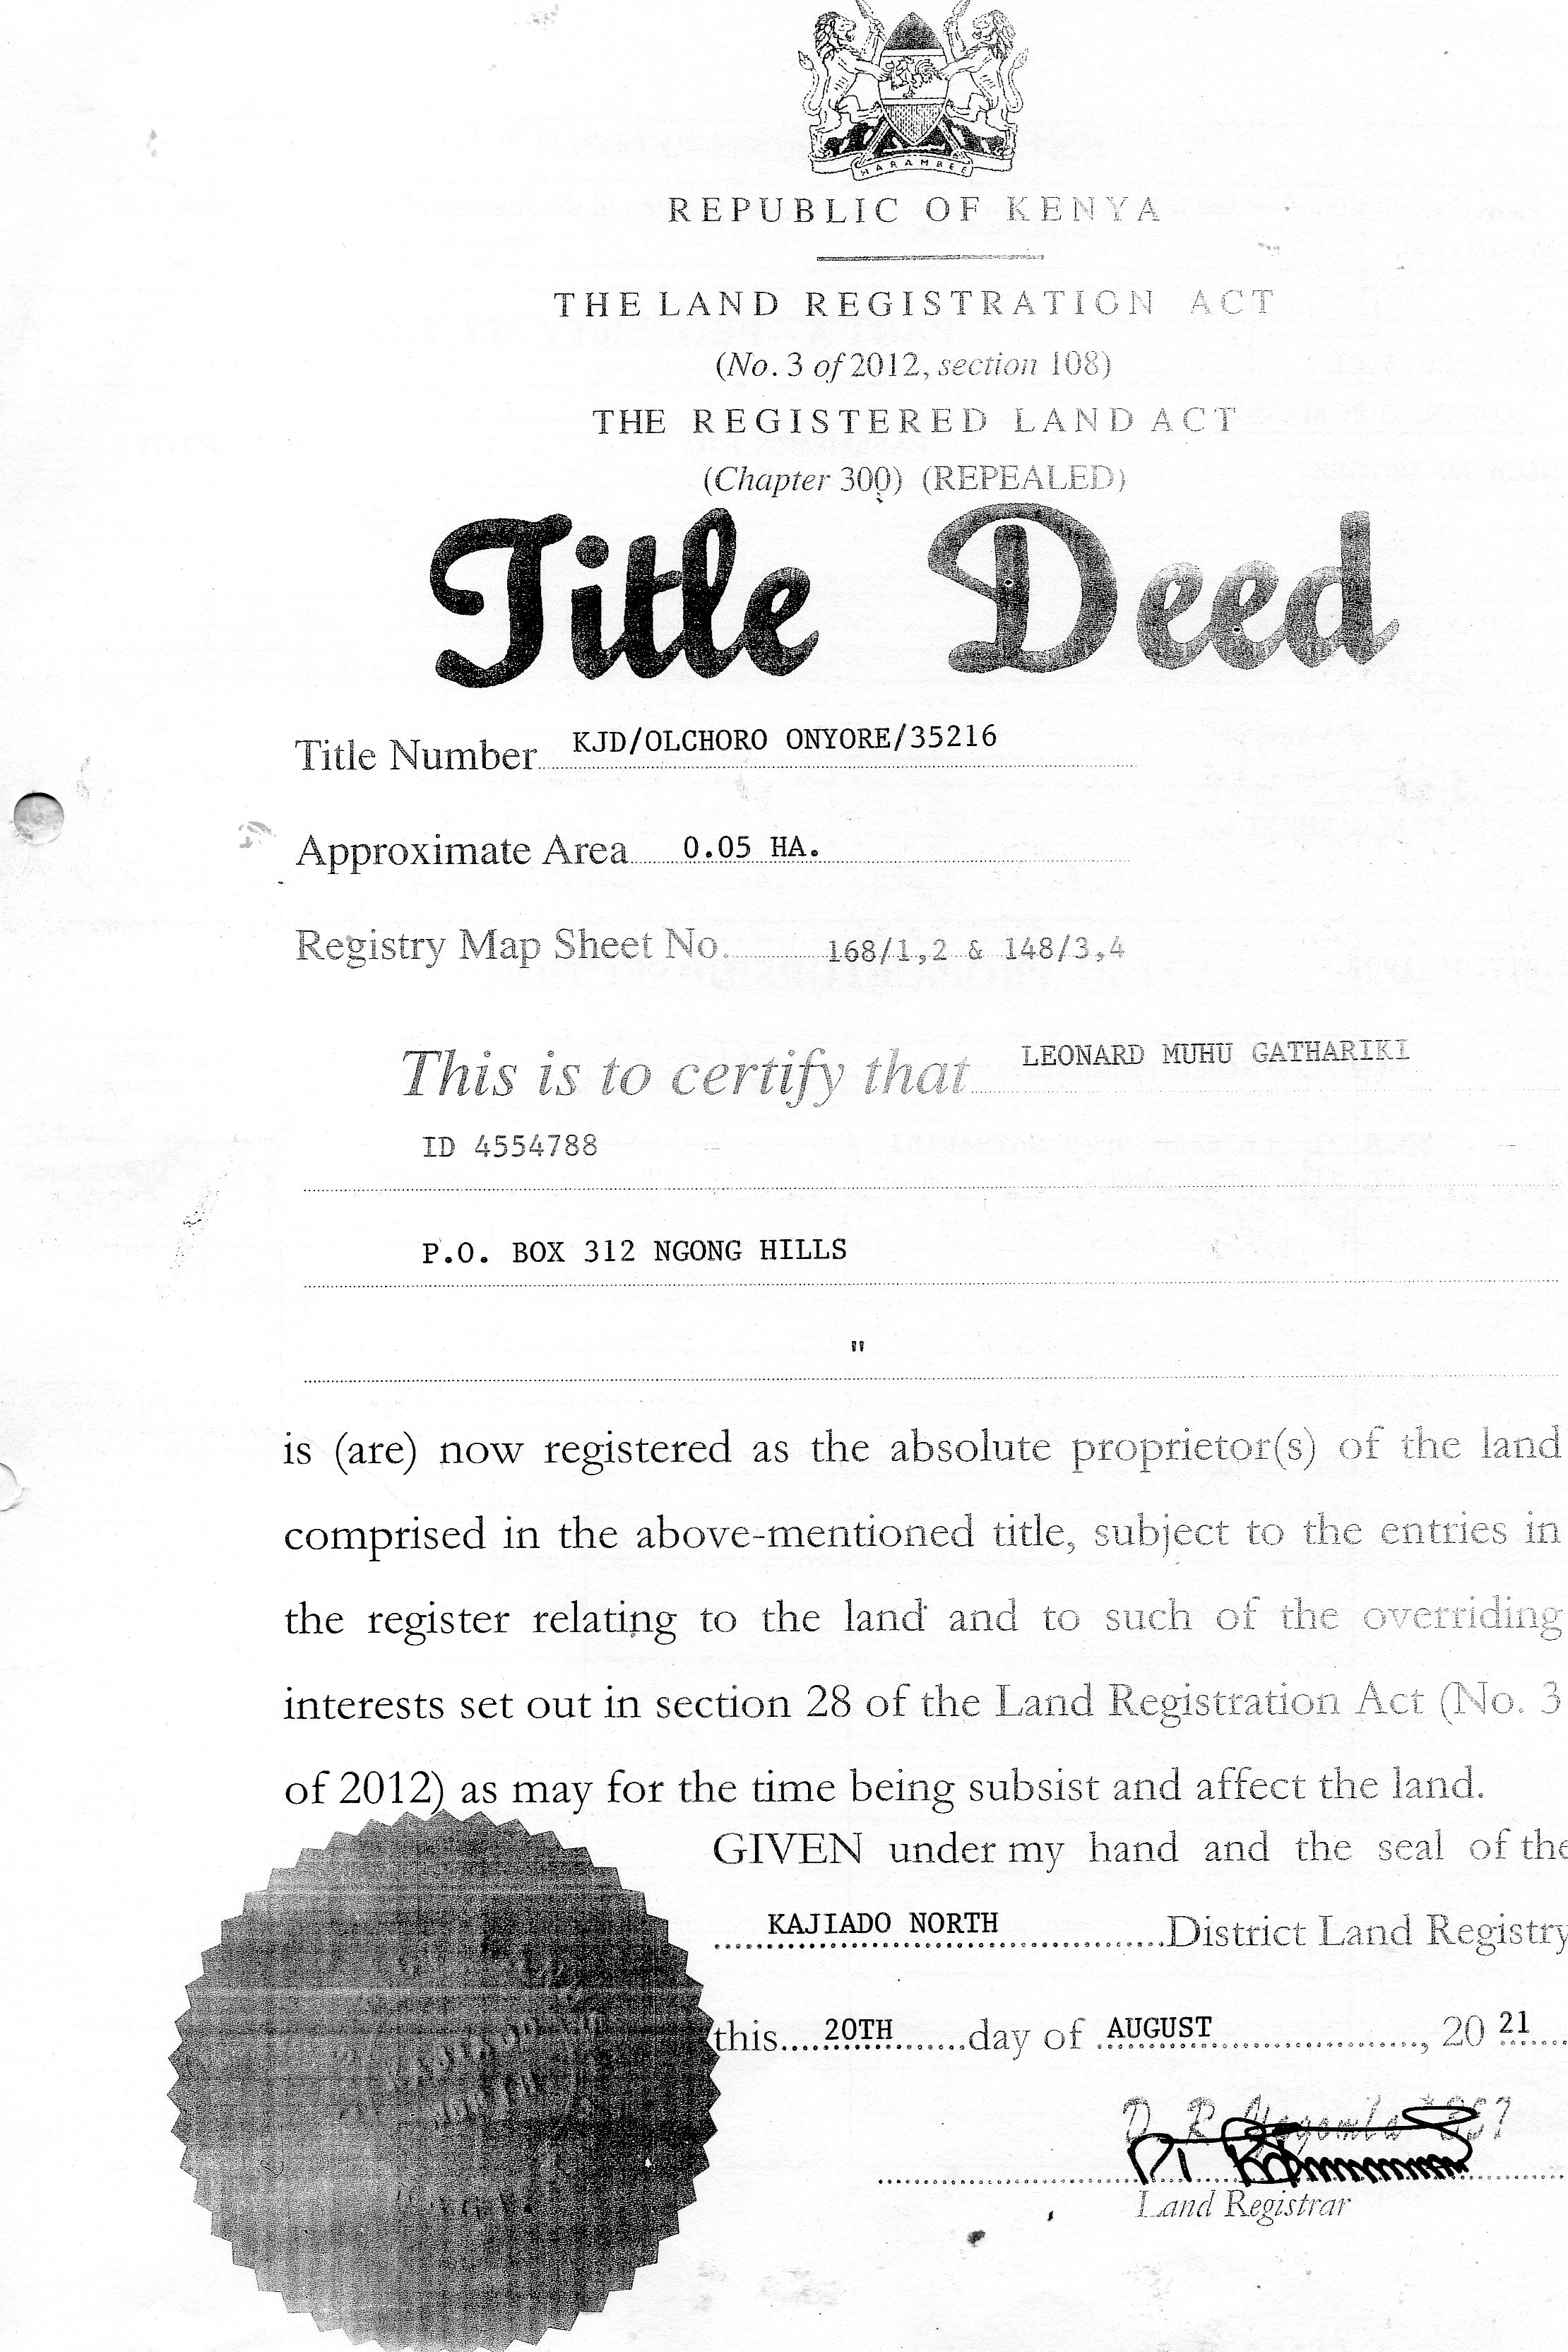 HARAMBEE
REPUBLIC OF KENYA
THE LAND REGISTRATION ACT
(No. 3 of 2012, section 108)
THE REGISTERED LAND ACT
(Chapter 300) (REPEALED)
Title Deed
Title Number KJD/OLCHORO ONYORE/35216
Approximate Area 0.05 HA.
Registry Map Sheet No. 168/1,2 & 148/3,4
This is to certify that LEONARD MUHU GATHARIKI
ID 4554788
P.O. BOX 312 NGONG HILLS
"
is (are) now registered as the absolute proprietor(s) of the land
comprised in the above-mentioned title, subject to the entries in
the register relating to the land and to such of the overriding
interests set out in section 28 of the Land Registration Act (No. 3
of 2012) as may for the time being subsist and affect the land.
GIVEN under my hand and the seal of the
KAJIADO NORTH District Land Registry
this 20TH day of AUGUST, 20 21
Land Registrar